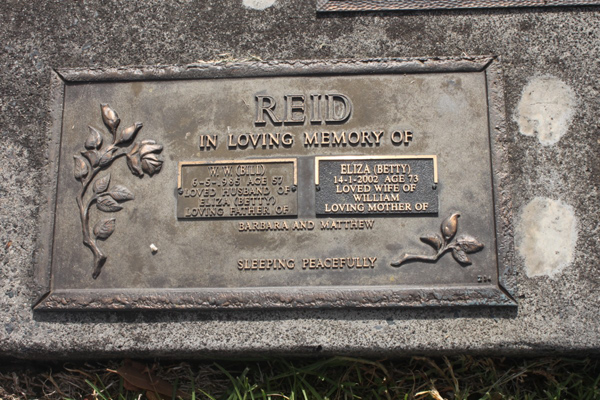 REID
IN LOVING MEMORY OF
W. W. (BILL)
AGE 57
LOVED HUSBAND OF
ELIZA (BETTY)
LOVING FATHER OF
ELIZA (BETTY)
14-1-2002 AGE 73
LOVED WIFE OF
WILLIAM
LOVING MOTHER OF
BARBARA AND MATTHEW
SLEEPING PEACEFULLY